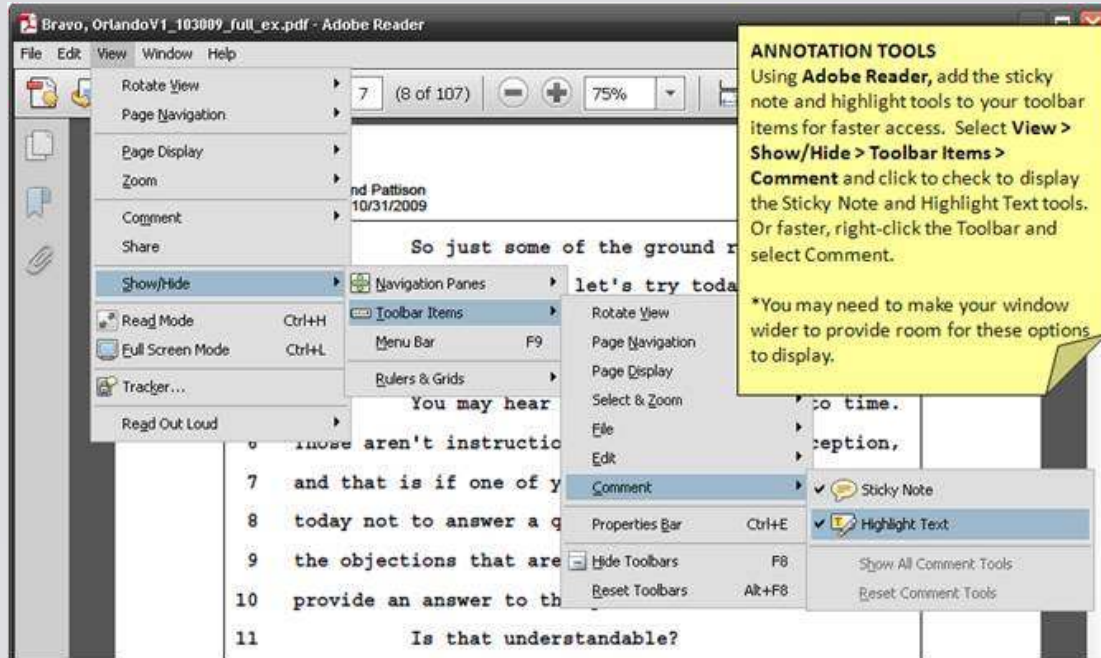 Bravo, OrlandoV1_103009_full_ex.pdf - Adobe Reader
File Edit View Window Help
7 (8 of 107) 75%
Rotate View
Page Navigation
Page Display
Zoom
Comment
Share
Show/Hide
Read Mode Ctrl+H
Full Screen Mode Ctrl+L
Tracker...
Read Out Loud
Navigation Panes
Toolbar Items
Menu Bar F9
Rulers & Grids
Rotate View
Page Navigation
Page Display
Select & Zoom
File
Edit
Comment
Properties Bar Ctrl+E
Hide Toolbars F8
Reset Toolbars Alt+F8
Sticky Note
Highlight Text
Show All Comment Tools
Reset Comment Tools
ANNOTATION TOOLS
Using Adobe Reader, add the sticky
note and highlight tools to your toolbar
items for faster access. Select View >
Show/Hide > Toolbar Items >
Comment and click to check to display
the Sticky Note and Highlight Text tools.
Or faster, right-click the Toolbar and
select Comment.
*You may need to make your window
wider to provide room for these options
to display.
nd Pattison
10/31/2009
So just some of the ground r
let's try toda
You may hear to time.
6 Those aren't instructio ception,
7 and that is if one of y
8 today not to answer a q
9 the objections that are
10 provide an answer to th
11 Is that understandable?